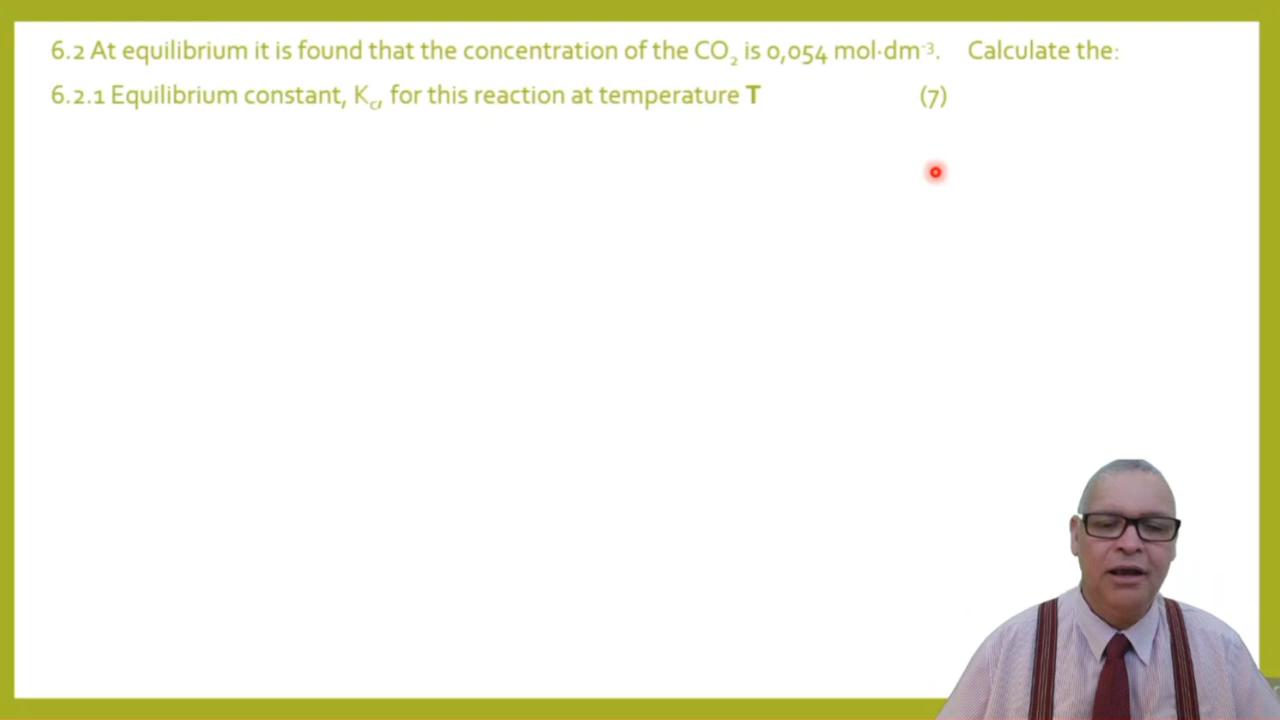 6.2 At equilibrium it is found that the concentration of the CO₂ is 0,054 mol·dm⁻³. Calculate the:
6.2.1 Equilibrium constant, K꜀, for this reaction at temperature T (7)